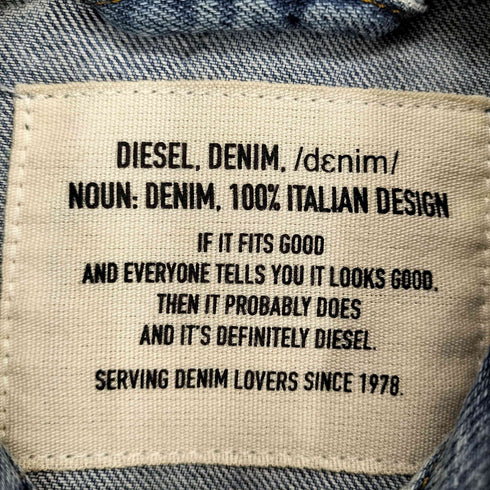 DIESEL, DENIM, /dɛnim/
NOUN: DENIM, 100% ITALIAN DESIGN
IF IT FITS GOOD
AND EVERYONE TELLS YOU IT LOOKS GOOD.
THEN IT PROBABLY DOES
AND IT'S DEFINITELY DIESEL.
SERVING DENIM LOVERS SINCE 1978.